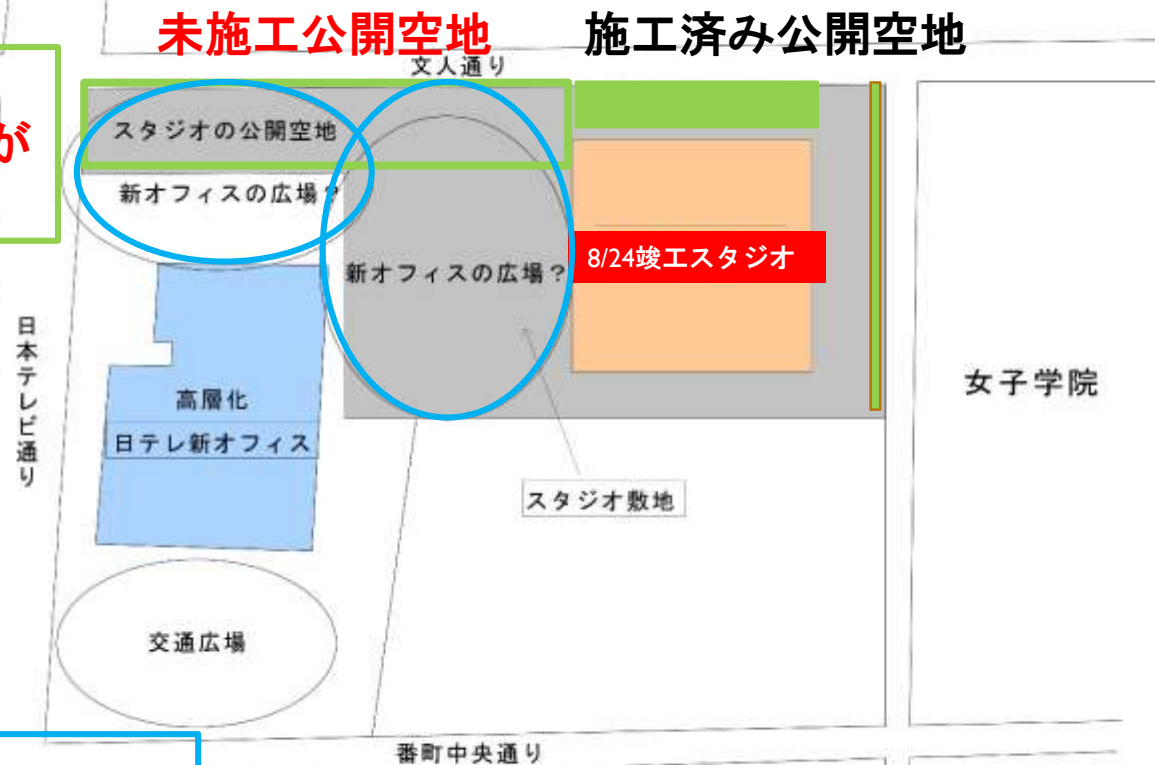 未施工公開空地
施工済み公開空地
文人通り
が
スタジオの公開空地
新オフィスの広場?
新オフィスの広場?
8/24竣工スタジオ
日本テレビ通り
高層化
日テレ新オフィス
女子学院
スタジオ敷地
交通広場
番町中央通り